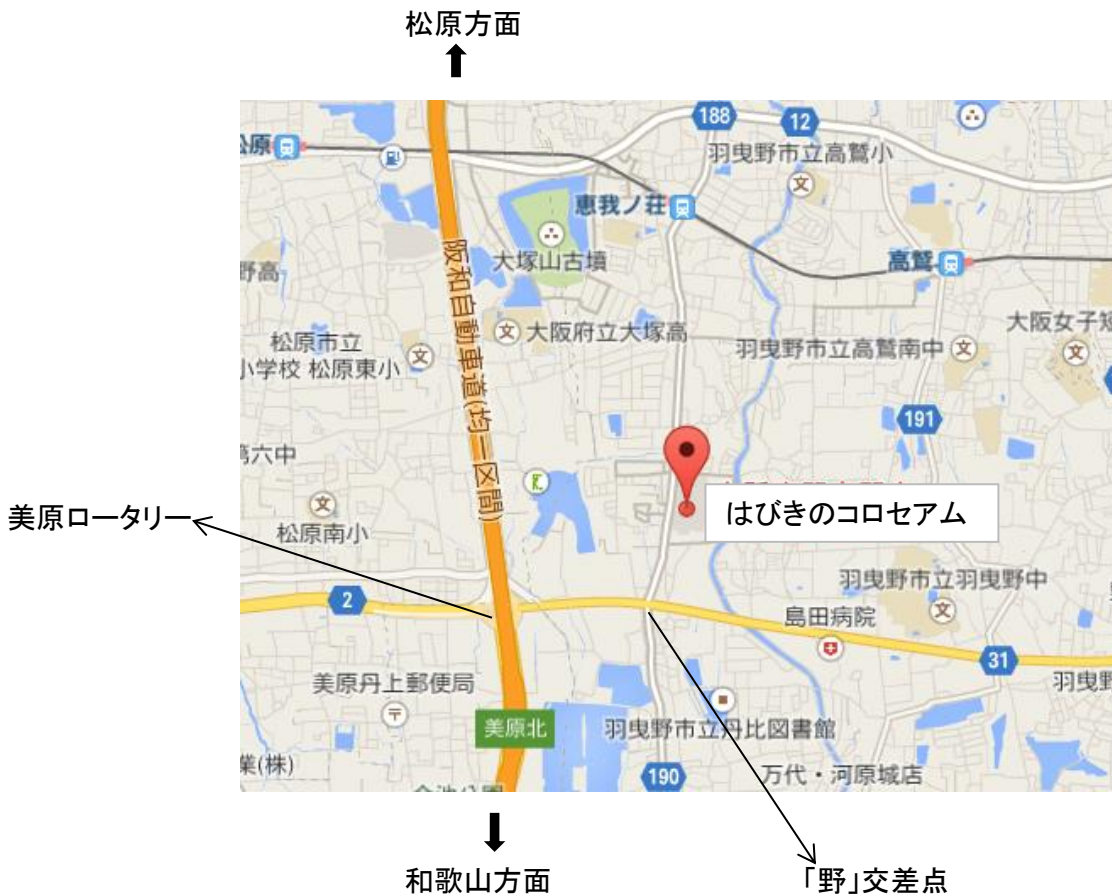 松原方面
188
12
羽曳野市立高鷲小
松原
恵我ノ荘
大塚山古墳
高鷲
野高
阪和自動車道(均一区間)
大阪府立大塚高
大阪女子短
松原市立
小学校 松原東小
羽曳野市立高鷲南中
191
第六中
はびきのコロセアム
美原ロータリー
松原南小
羽曳野市立羽曳野中
2
島田病院
31
美原丹上郵便局
羽曳野
美原北
羽曳野市立丹比図書館
業(株)
190
万代・河原城店
和歌山方面
「野」交差点